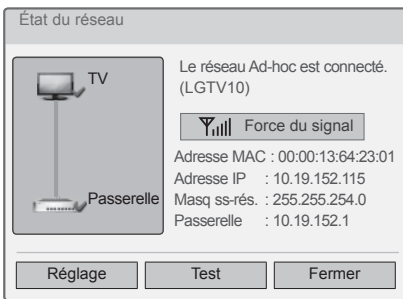 État du réseau
TV
Passerelle
Le réseau Ad-hoc est connecté.
(LGTV10)
Force du signal
Adresse MAC : 00:00:13:64:23:01
Adresse IP : 10.19.152.115
Masq ss-rés. : 255.255.254.0
Passerelle : 10.19.152.1
Réglage
Test
Fermer